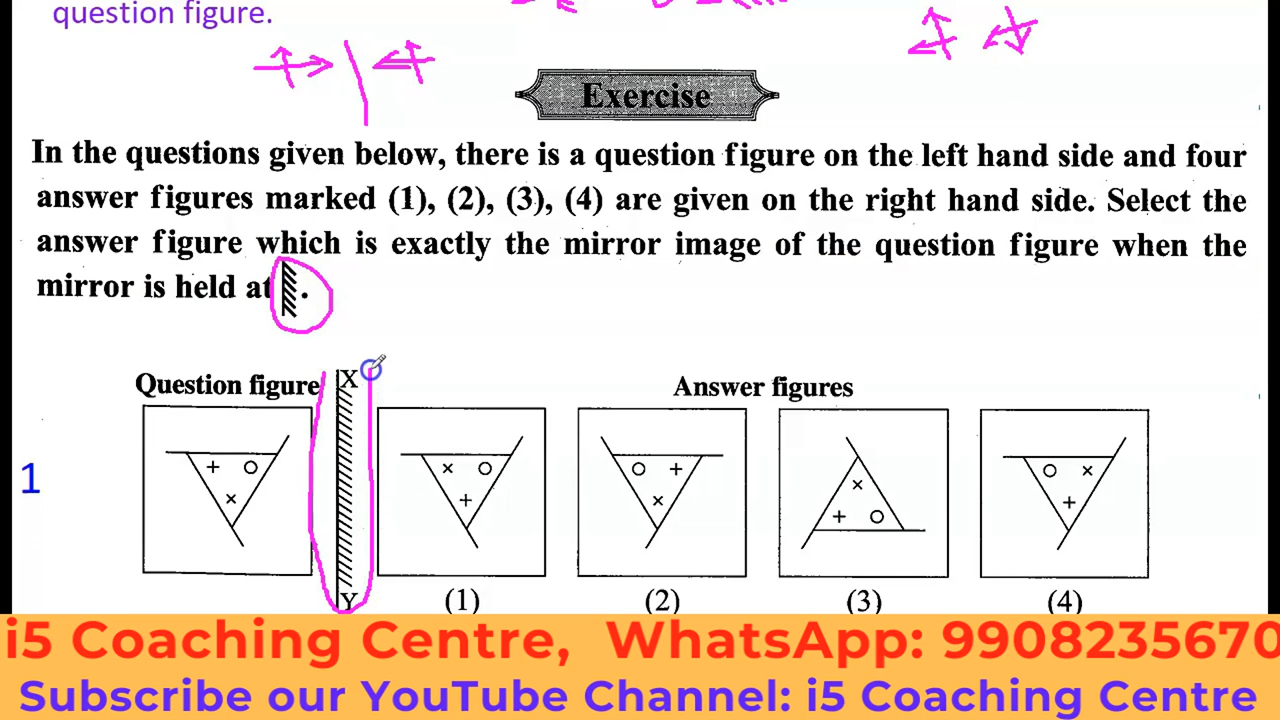 question figure.
Exercise
In the questions given below, there is a question figure on the left hand side and four
answer figures marked (1), (2), (3), (4) are given on the right hand side. Select the
answer figure which is exactly the mirror image of the question figure when the
mirror is held at .
Question figure X Answer figures
1
Y (1) (2) (3) (4)
i5 Coaching Centre, WhatsApp: 9908235670
Subscribe our YouTube Channel: i5 Coaching Centre